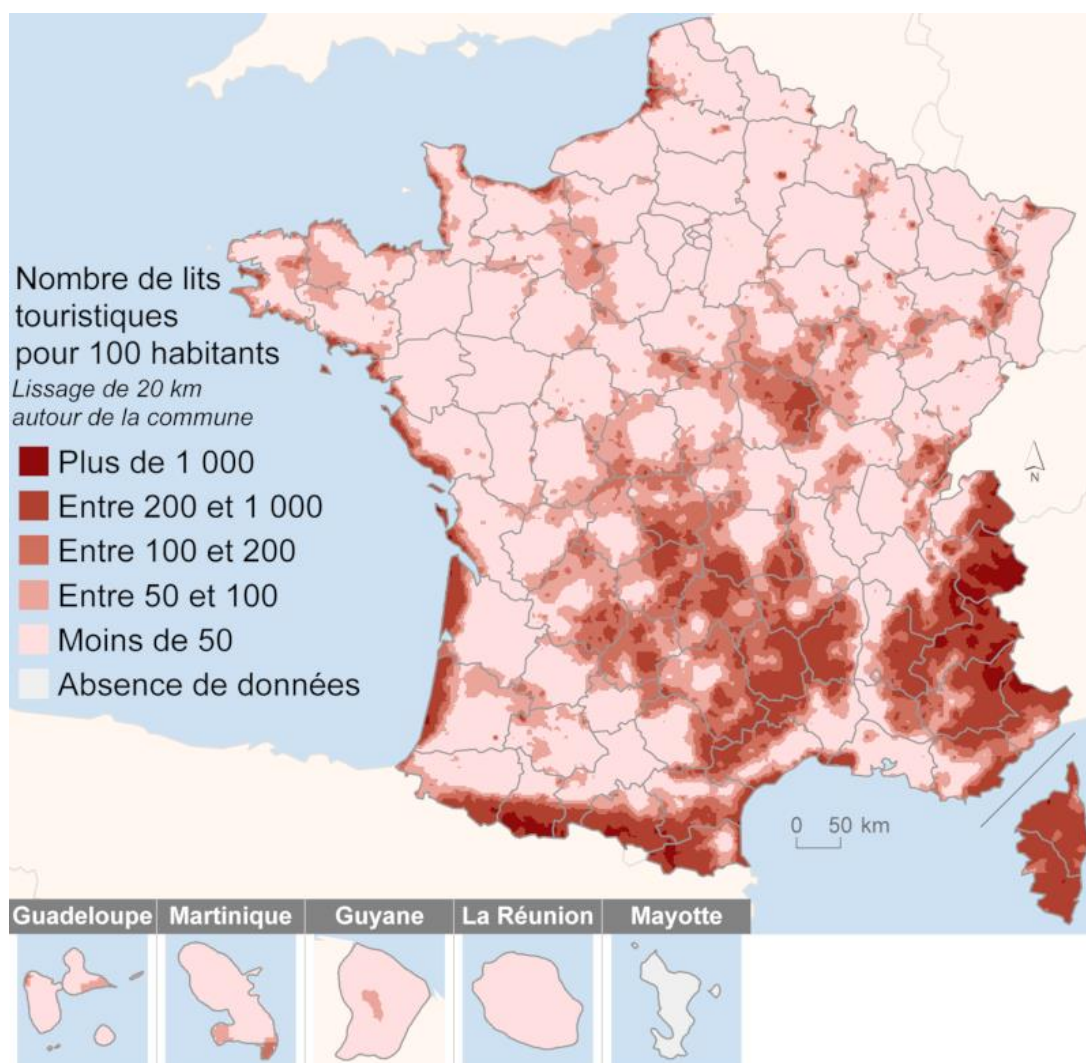 Nombre de lits
touristiques
pour 100 habitants
Lissage de 20 km
autour de la commune
Plus de 1 000
Entre 200 et 1 000
Entre 100 et 200
Entre 50 et 100
Moins de 50
Absence de données
N
0 50 km
Guadeloupe Martinique Guyane La Réunion Mayotte